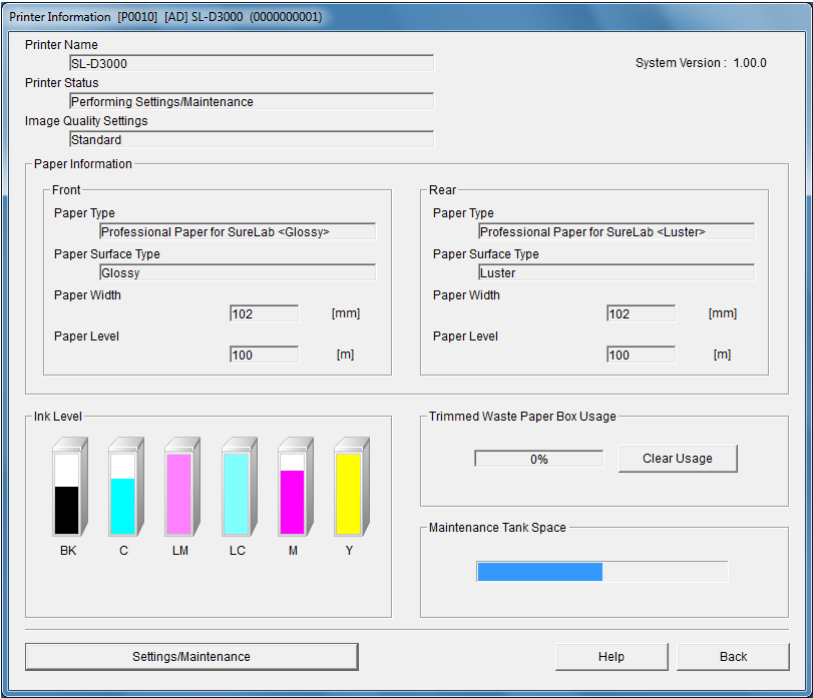 Printer Information [P0010] [AD] SL-D3000 (0000000001)
Printer Name
SL-D3000
System Version : 1.00.0
Printer Status
Performing Settings/Maintenance
Image Quality Settings
Standard
Paper Information
Front
Paper Type
Professional Paper for SureLab <Glossy>
Paper Surface Type
Glossy
Paper Width
102 [mm]
Paper Level
100 [m]
Rear
Paper Type
Professional Paper for SureLab <Luster>
Paper Surface Type
Luster
Paper Width
102 [mm]
Paper Level
100 [m]
Ink Level
BK C LM LC M Y
Trimmed Waste Paper Box Usage
0% Clear Usage
Maintenance Tank Space
Settings/Maintenance Help Back